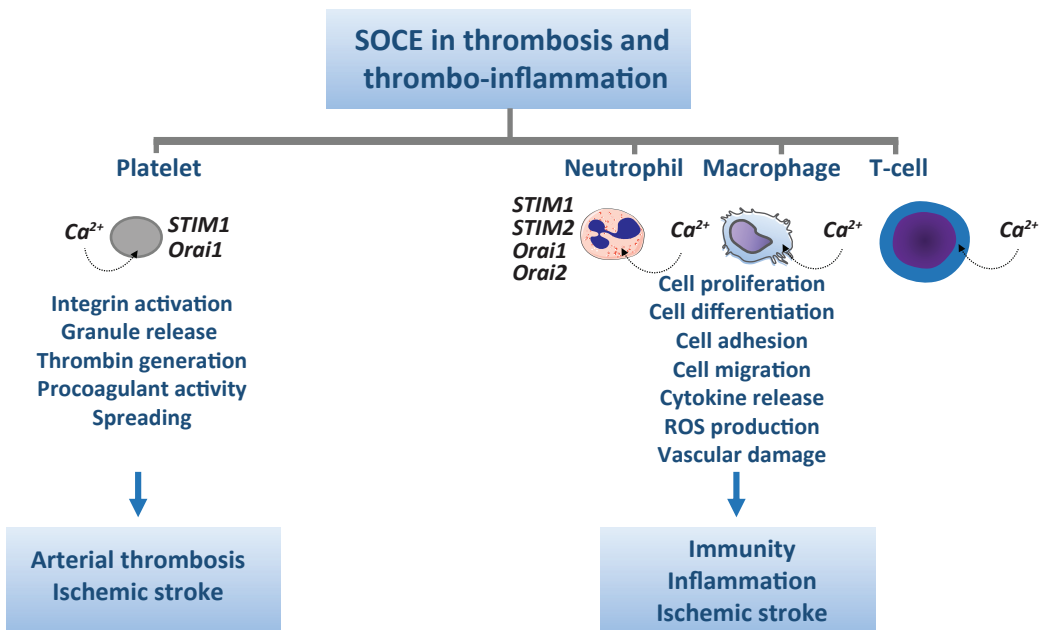 SOCE in thrombosis and
thrombo-inflammation
Platelet
Neutrophil
Macrophage
T-cell
Ca²⁺
STIM1
Orai1
STIM1
STIM2
Orai1
Orai2
Ca²⁺
Ca²⁺
Ca²⁺
Integrin activation
Granule release
Thrombin generation
Procoagulant activity
Spreading
Cell proliferation
Cell differentiation
Cell adhesion
Cell migration
Cytokine release
ROS production
Vascular damage
Arterial thrombosis
Ischemic stroke
Immunity
Inflammation
Ischemic stroke